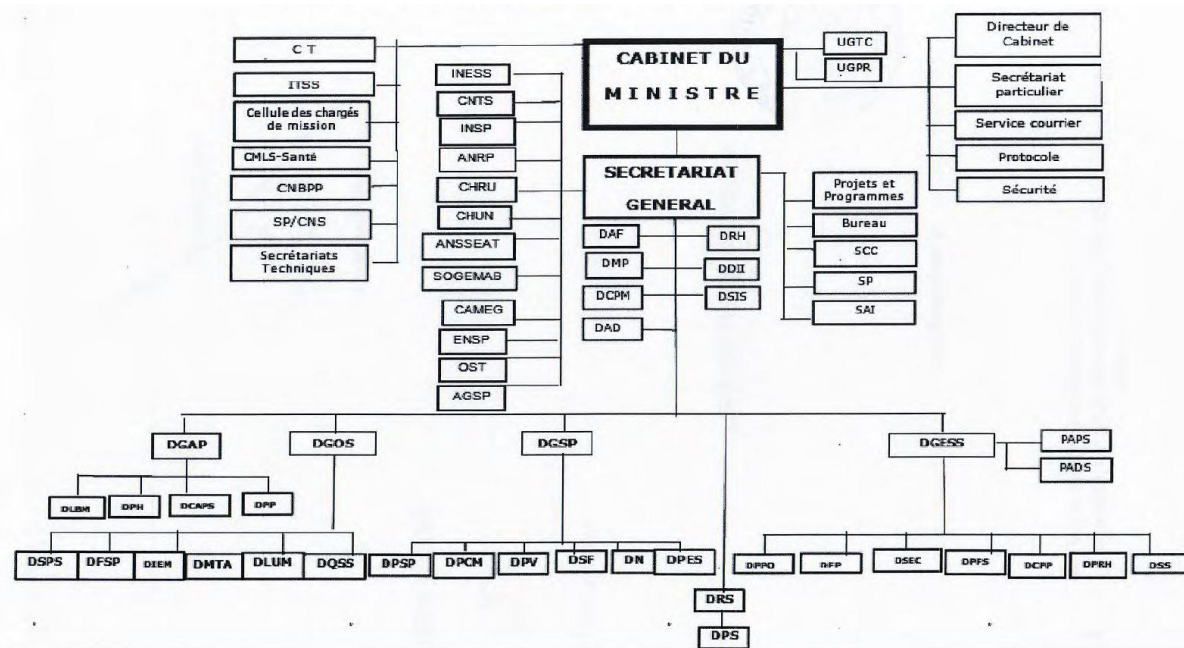 C T
ITSS
Cellule des chargés
de mission
CMLS-Santé
CNBPP
SP/CNS
Secrétariats
Techniques
INESS
CNTS
INSP
ANRP
CHRU
CHUN
ANSSEAT
SOGEMAB
CAMEG
ENSP
OST
AGSP
CABINET DU
MINISTRE
UGTC
UGPR
Directeur de
Cabinet
Secrétariat
particulier
Service courrier
Protocole
Sécurité
SECRETARIAT
GENERAL
DAF
DRH
DMP
DDII
DCPM
DSIS
DAD
Projets et
Programmes
Bureau
SCC
SP
SAI
DGAP
DGOS
DGSP
DGESS
PAPS
PADS
DLBM
DPH
DCAPS
DPP
DSPS
DFSP
DIEM
DMTA
DLUM
DQSS
DPSP
DPCM
DPV
DSF
DN
DPES
DPPO
DFP
DSEC
DPFS
DCPP
DPRH
DSS
DRS
DPS